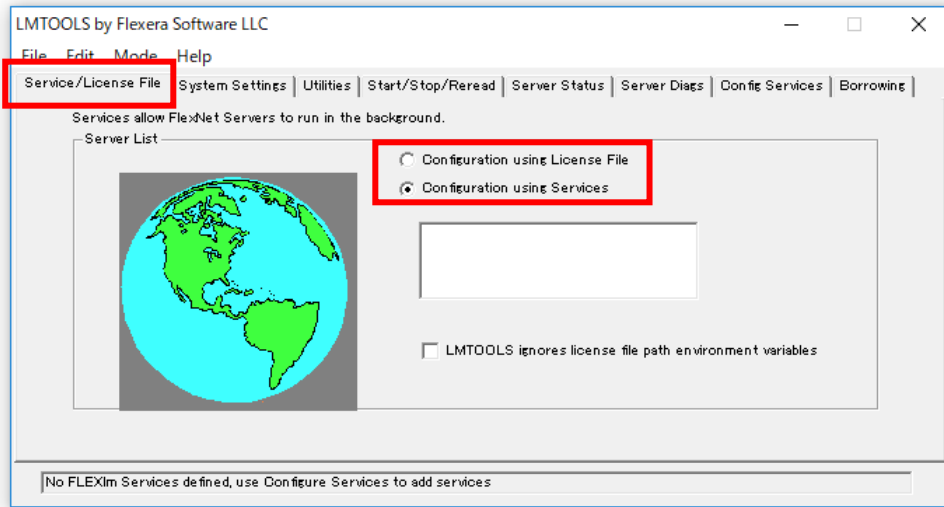 LMTOOLS by Flexera Software LLC
File Edit Mode Help
Service/License File System Settings Utilities Start/Stop/Reread Server Status Server Diags Config Services Borrowing
Services allow FlexNet Servers to run in the background.
Server List
Configuration using License File
Configuration using Services
LMTOOLS ignores license file path environment variables
No FLEXlm Services defined, use Configure Services to add services